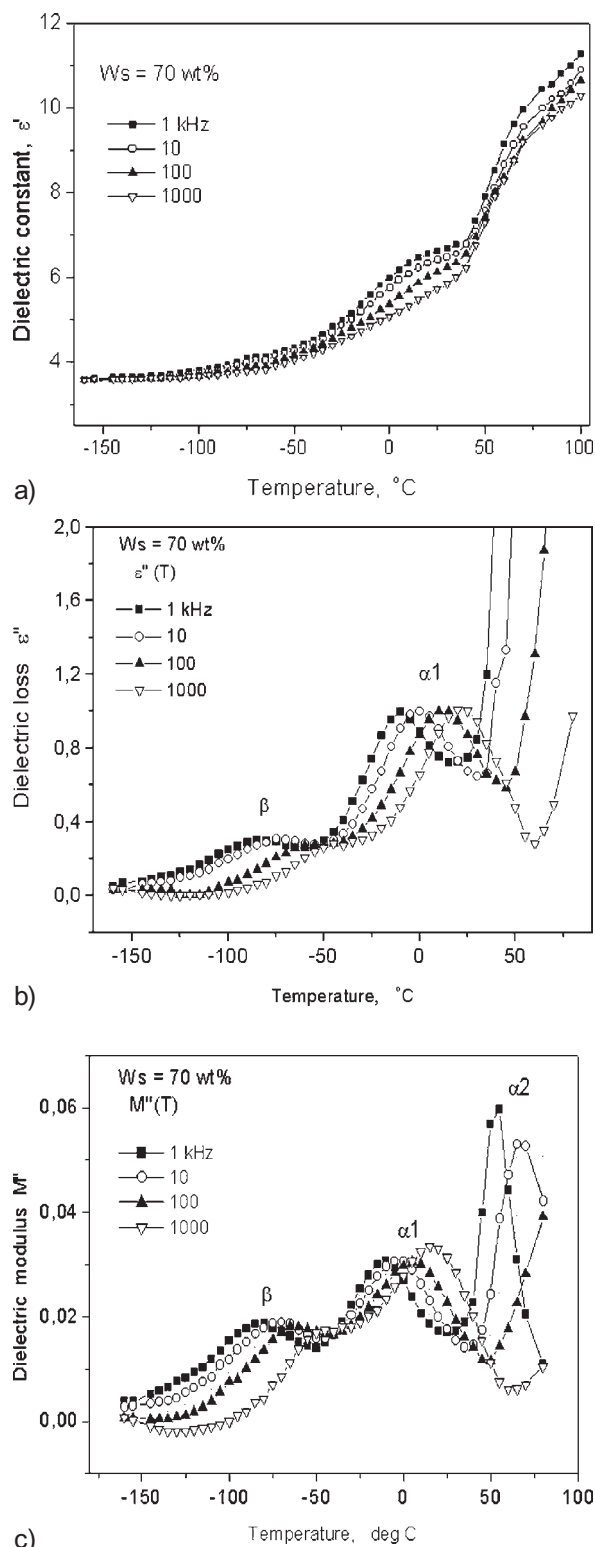 12
10
8
6
4
Dielectric constant, ε'
Ws = 70 wt%
1 kHz
10
100
1000
-150
-100
-50
0
50
100
Temperature, °C
a)
2,0
1,6
1,2
0,8
0,4
0,0
Dielectric loss ε"
Ws = 70 wt%
ε" (T)
1 kHz
10
100
1000
β
α1
-150
-100
-50
0
50
Temperature, °C
b)
0,06
0,04
0,02
0,00
Dielectric modulus M"
Ws = 70 wt%
M"(T)
1 kHz
10
100
1000
β
α1
α2
-150
-100
-50
0
50
100
Temperature, deg C
c)